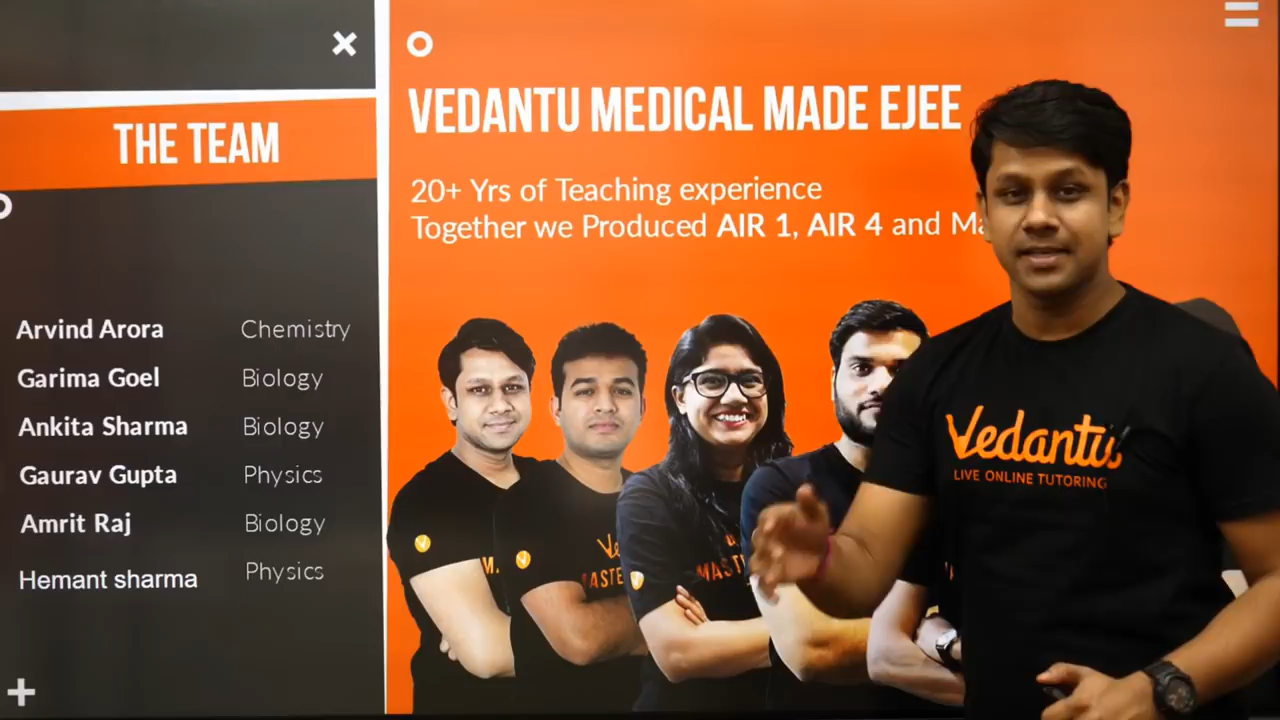 THE TEAM
Arvind Arora Chemistry
Garima Goel Biology
Ankita Sharma Biology
Gaurav Gupta Physics
Amrit Raj Biology
Hemant sharma Physics
VEDANTU MEDICAL MADE EJEE
20+ Yrs of Teaching experience
Together we Produced AIR 1, AIR 4 and
Vedantu
LIVE ONLINE TUTORING